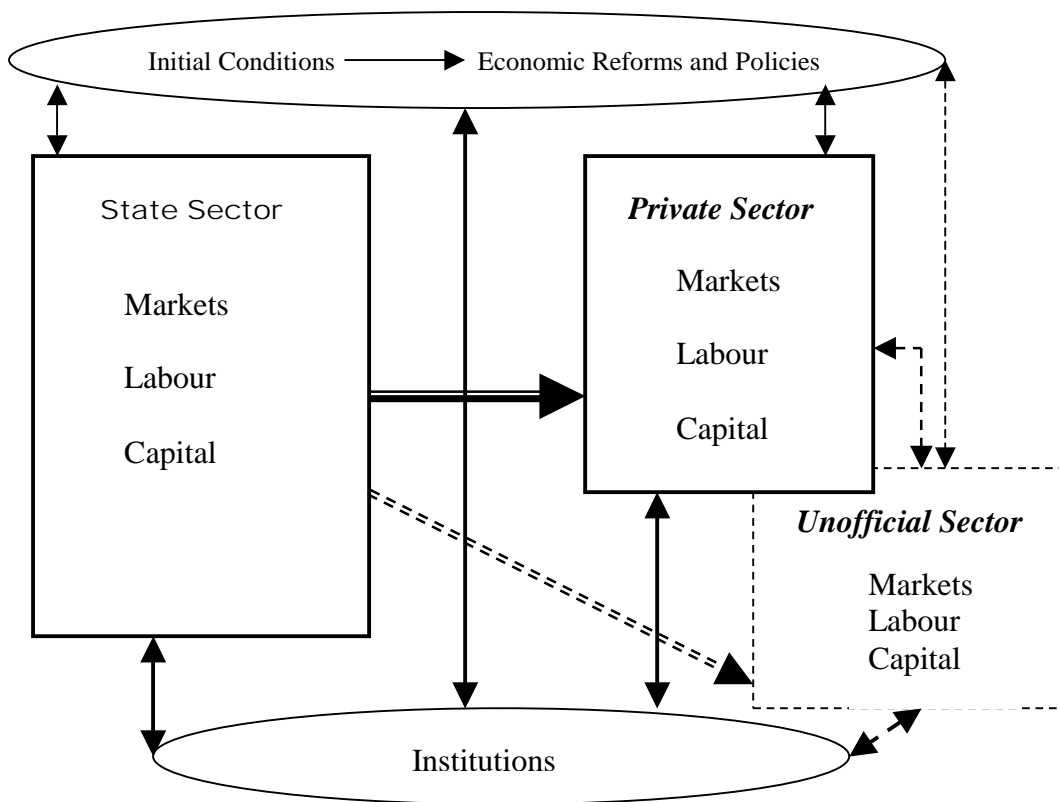 Initial Conditions Economic Reforms and Policies
State Sector
Markets
Labour
Capital
Private Sector
Markets
Labour
Capital
Unofficial Sector
Markets
Labour
Capital
Institutions